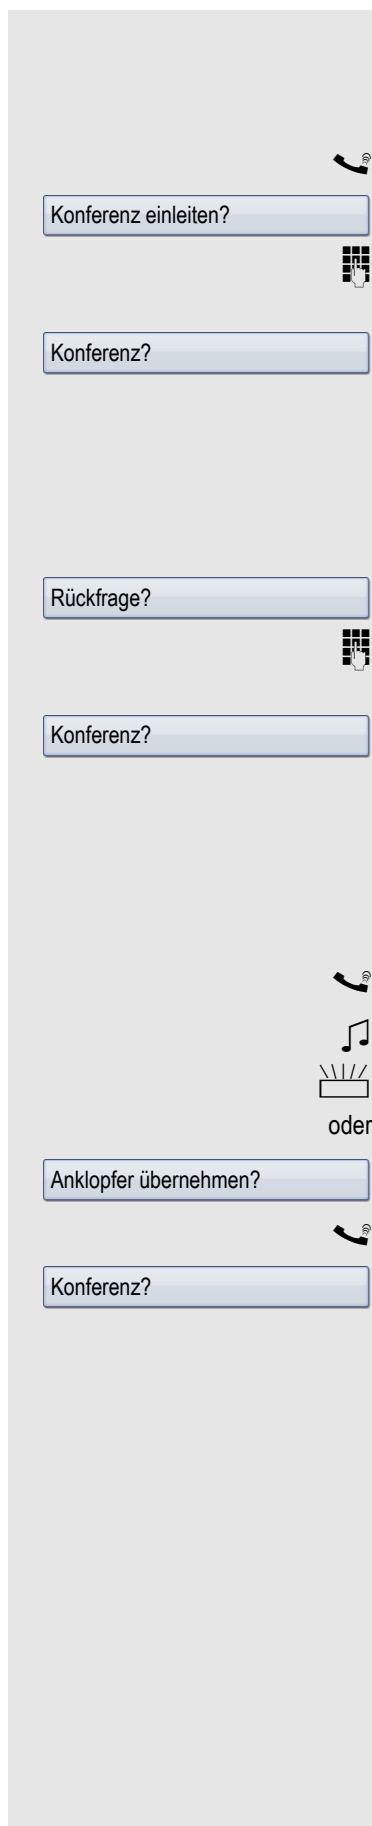 Konferenz einleiten?
Konferenz?
Rückfrage?
Konferenz?
oder
Anklopfer übernehmen?
Konferenz?